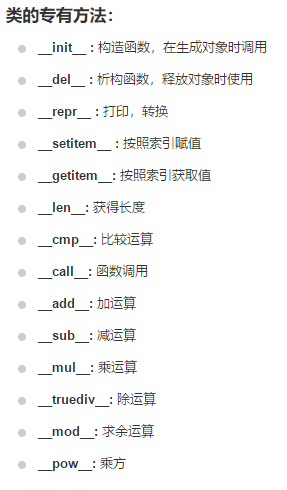 类的专有方法:
__init__ : 构造函数，在生成对象时调用
__del__ : 析构函数，释放对象时使用
__repr__ : 打印，转换
__setitem__ : 按照索引赋值
__getitem__: 按照索引获取值
__len__: 获得长度
__cmp__: 比较运算
__call__: 函数调用
__add__: 加运算
__sub__: 减运算
__mul__: 乘运算
__truediv__: 除运算
__mod__: 求余运算
__pow__: 乘方